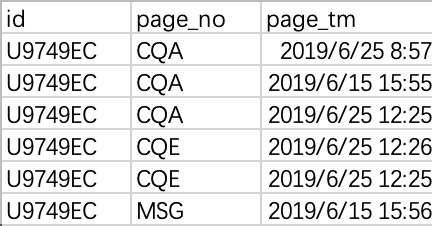 id page_no page_tm
U9749EC CQA 2019/6/25 8:57
U9749EC CQA 2019/6/15 15:55
U9749EC CQA 2019/6/25 12:25
U9749EC CQE 2019/6/25 12:26
U9749EC CQE 2019/6/25 12:25
U9749EC MSG 2019/6/15 15:56